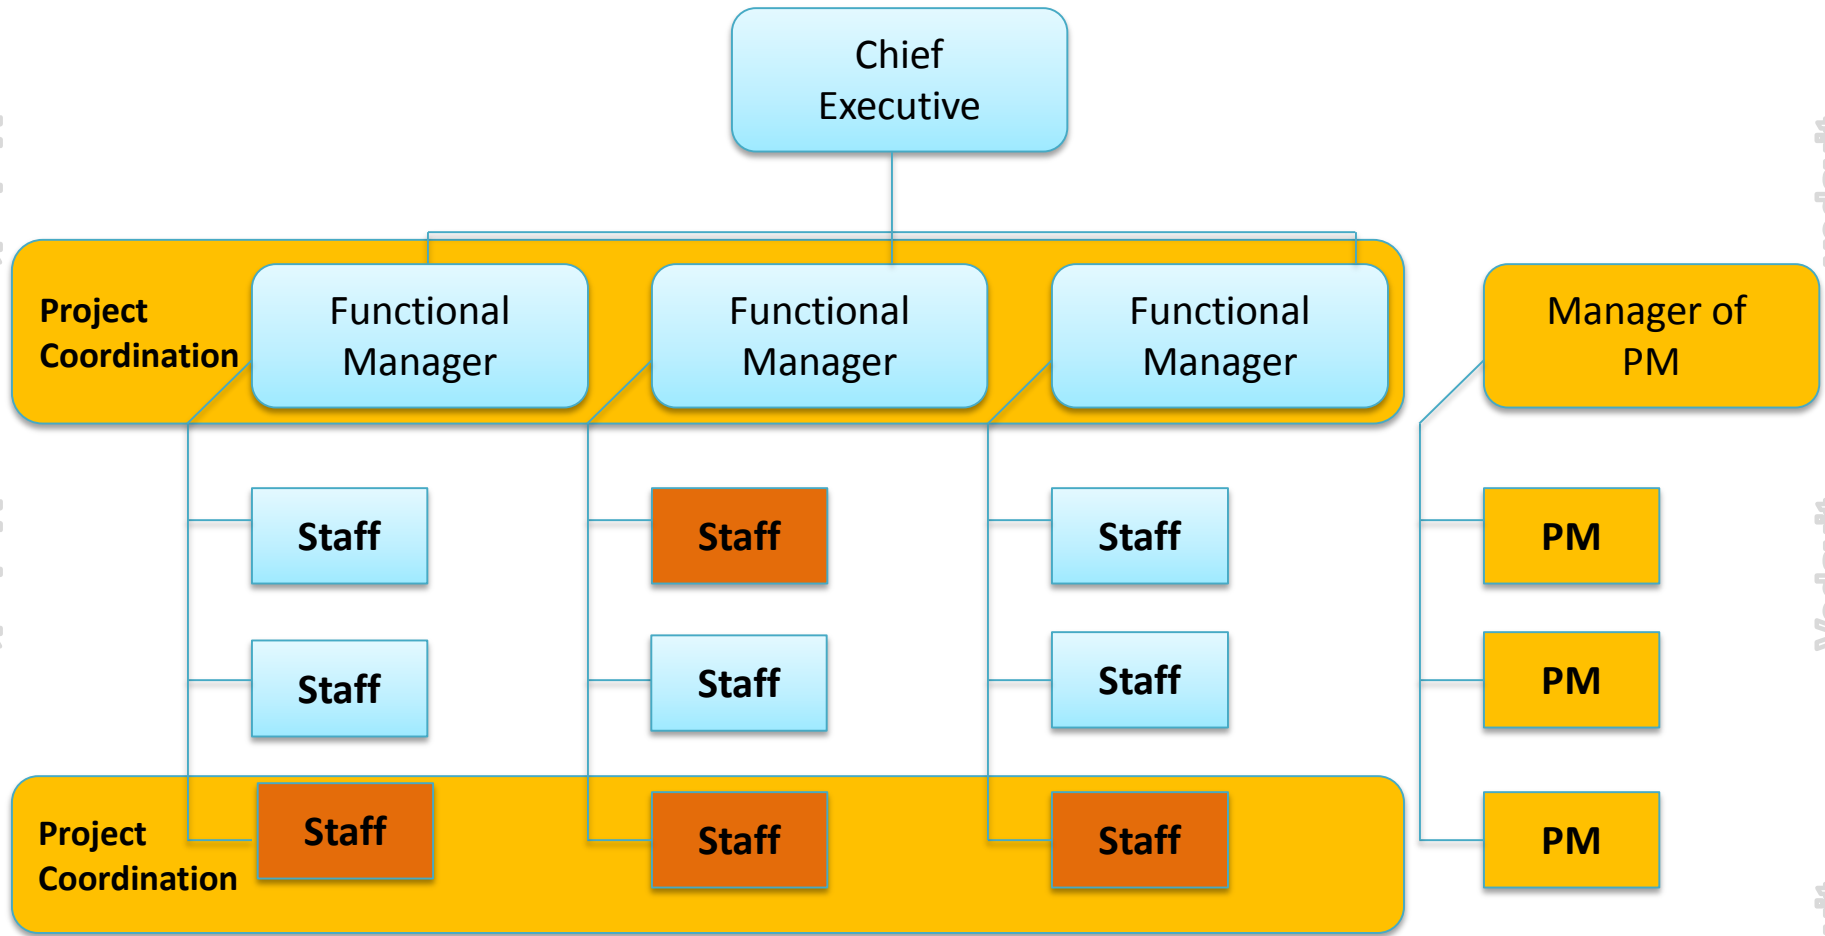 Chief
Executive
Project
Coordination
Functional
Manager
Functional
Manager
Functional
Manager
Manager of
PM
Staff
Staff
Staff
PM
Staff
Staff
Staff
PM
Project
Coordination
Staff
Staff
Staff
PM